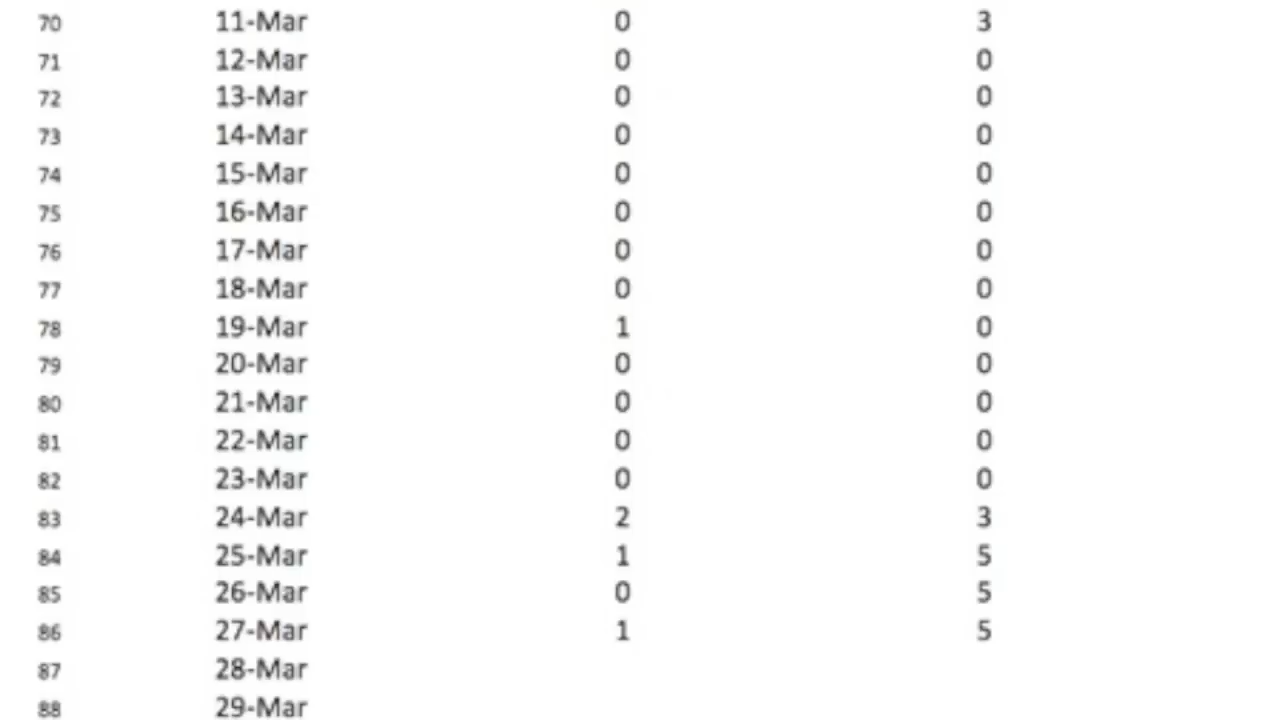 70 11-Mar 0 3
71 12-Mar 0 0
72 13-Mar 0 0
73 14-Mar 0 0
74 15-Mar 0 0
75 16-Mar 0 0
76 17-Mar 0 0
77 18-Mar 0 0
78 19-Mar 1 0
79 20-Mar 0 0
80 21-Mar 0 0
81 22-Mar 0 0
82 23-Mar 0 0
83 24-Mar 2 3
84 25-Mar 1 5
85 26-Mar 0 5
86 27-Mar 1 5
87 28-Mar
88 29-Mar